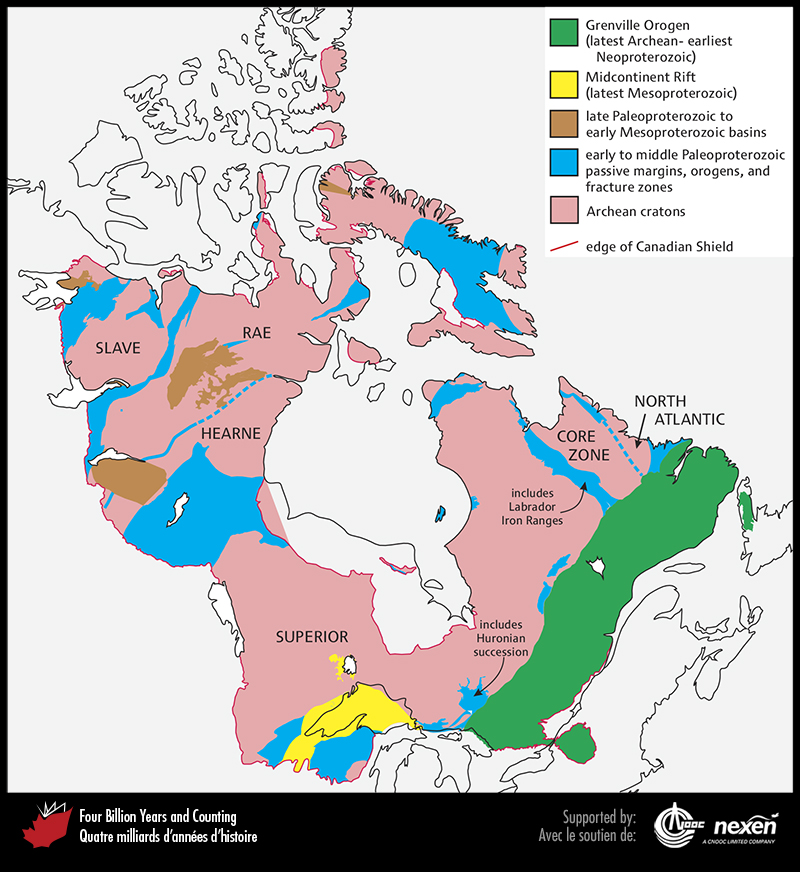 Grenville Orogen
(latest Archean- earliest
Neoproterozoic)
Midcontinent Rift
(latest Mesoproterozoic)
late Paleoproterozoic to
early Mesoproterozoic basins
early to middle Paleoproterozoic
passive margins, orogens, and
fracture zones
Archean cratons
edge of Canadian Shield
SLAVE
RAE
HEARNE
NORTH
ATLANTIC
CORE
ZONE
includes
Labrador
Iron Ranges
includes
Huronian
succession
SUPERIOR
Four Billion Years and Counting
Quatre milliards d'années d'histoire
Supported by:
Avec le soutien de:
CNOOC
nexen
A CNOOC LIMITED COMPANY